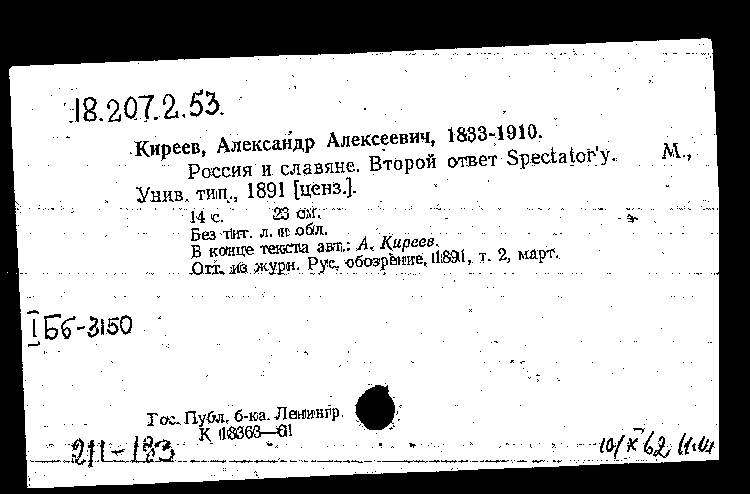 18.207.2.53.
Киреев, Александр Алексеевич, 1833-1910.
Россия и славяне. Второй ответ Spectator'у. М.,
Унив. тип., 1891 [ценз.].
14 с. 23 см.
Без тит. л. и обл.
В конце текста авт.: А. Киреев.
Отт. из журн. Рус. обозрение, 1891, т. 2, март.
I Бб-3150
Гос. Публ. б-ка. Ленингр.
К 18363—61
211-183
10/X 62